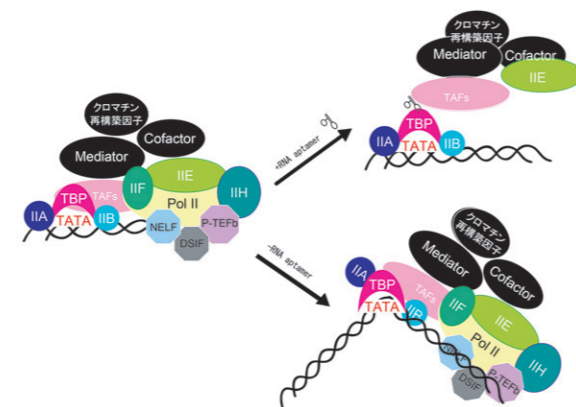 クロマチン
再構築因子
Cofactor
Mediator
IIE
IIF
IIH
TAFs
TBP
TATA
IIA
IIB
Pol II
NELF
DSIF
P-TEFb
+RNA aptamer
-RNA aptamer
クロマチン
再構築因子
Mediator
Cofactor
IIE
TAFs
TBP
TATA
IIA
IIB
クロマチン
再構築因子
Mediator
Cofactor
IIA
TBP
TATA
TAFs
IIB
IIF
IIE
Pol II
IIH
P-TEFb
DSIF